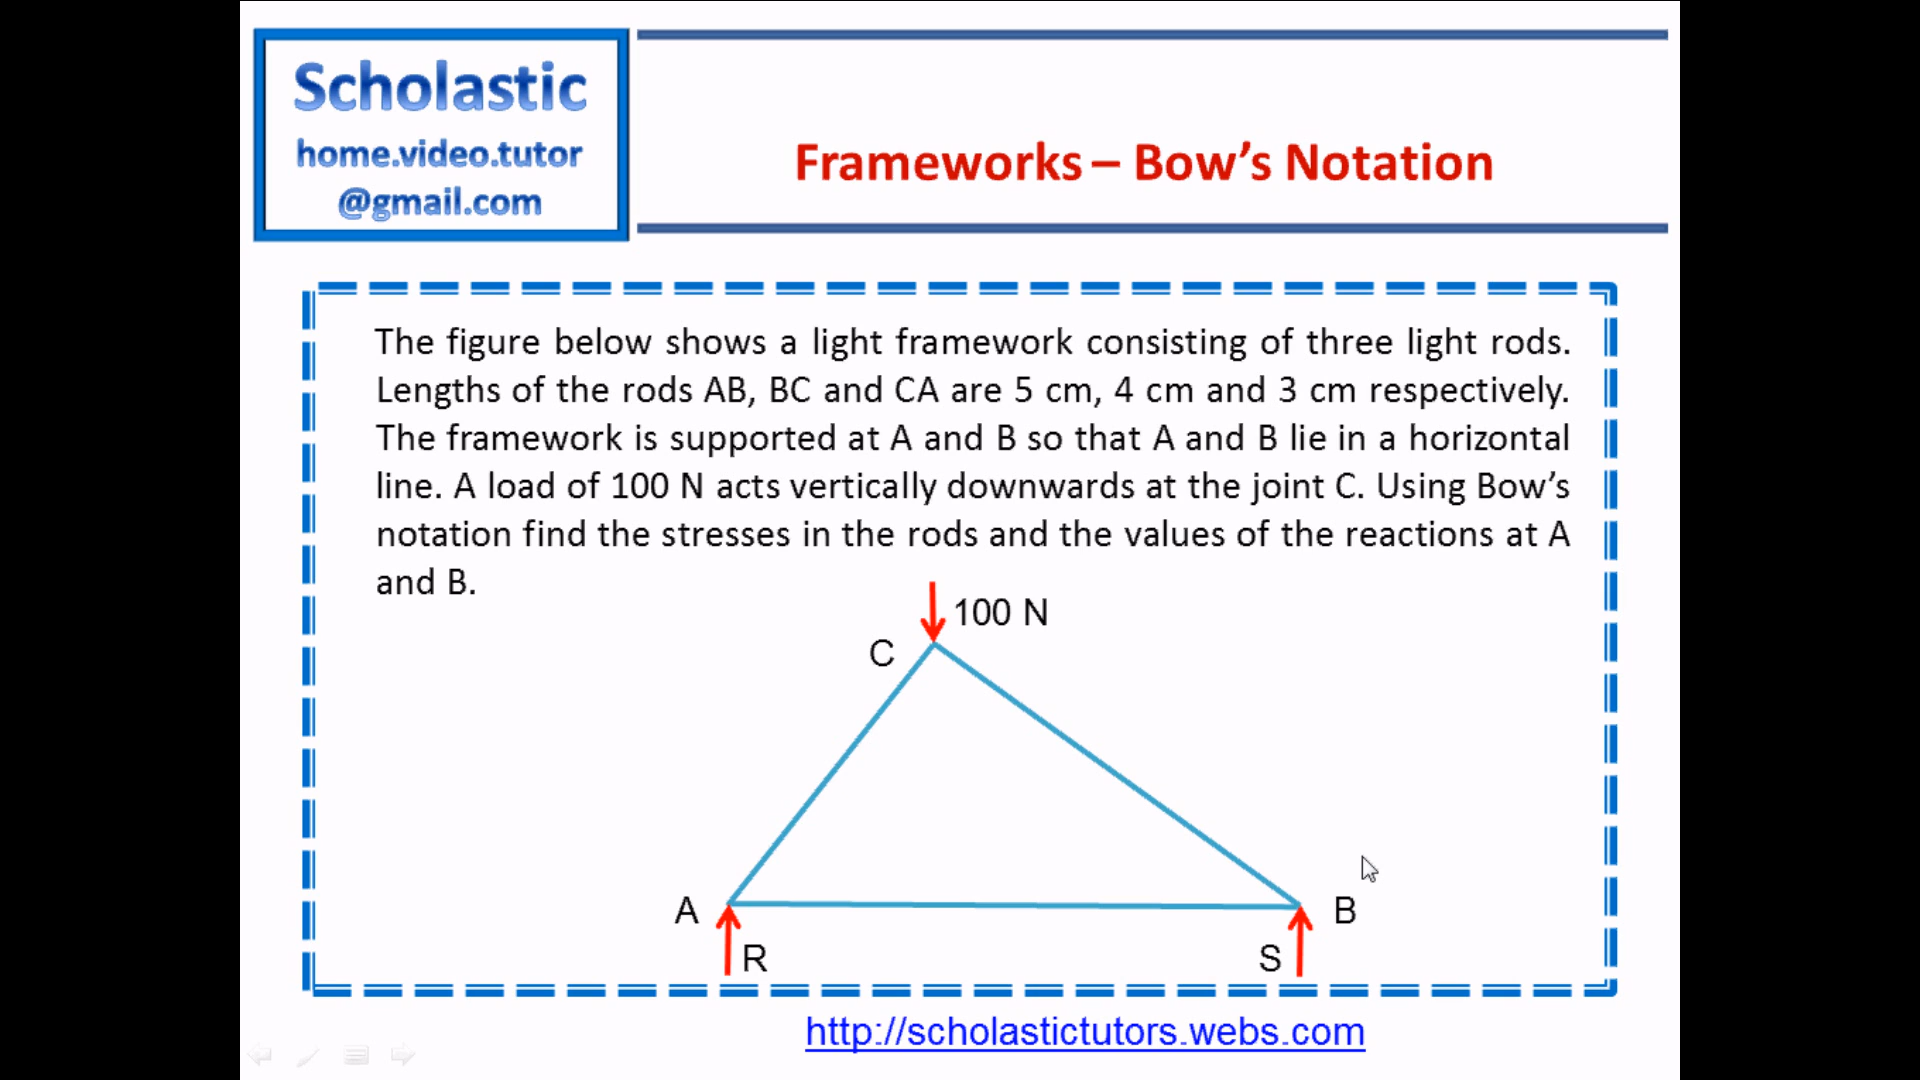 Scholastic
home.video.tutor
@gmail.com
Frameworks – Bow's Notation
The figure below shows a light framework consisting of three light rods.
Lengths of the rods AB, BC and CA are 5 cm, 4 cm and 3 cm respectively.
The framework is supported at A and B so that A and B lie in a horizontal
line. A load of 100 N acts vertically downwards at the joint C. Using Bow's
notation find the stresses in the rods and the values of the reactions at A
and B.
100 N
C
A
B
R
S
http://scholastictutors.webs.com